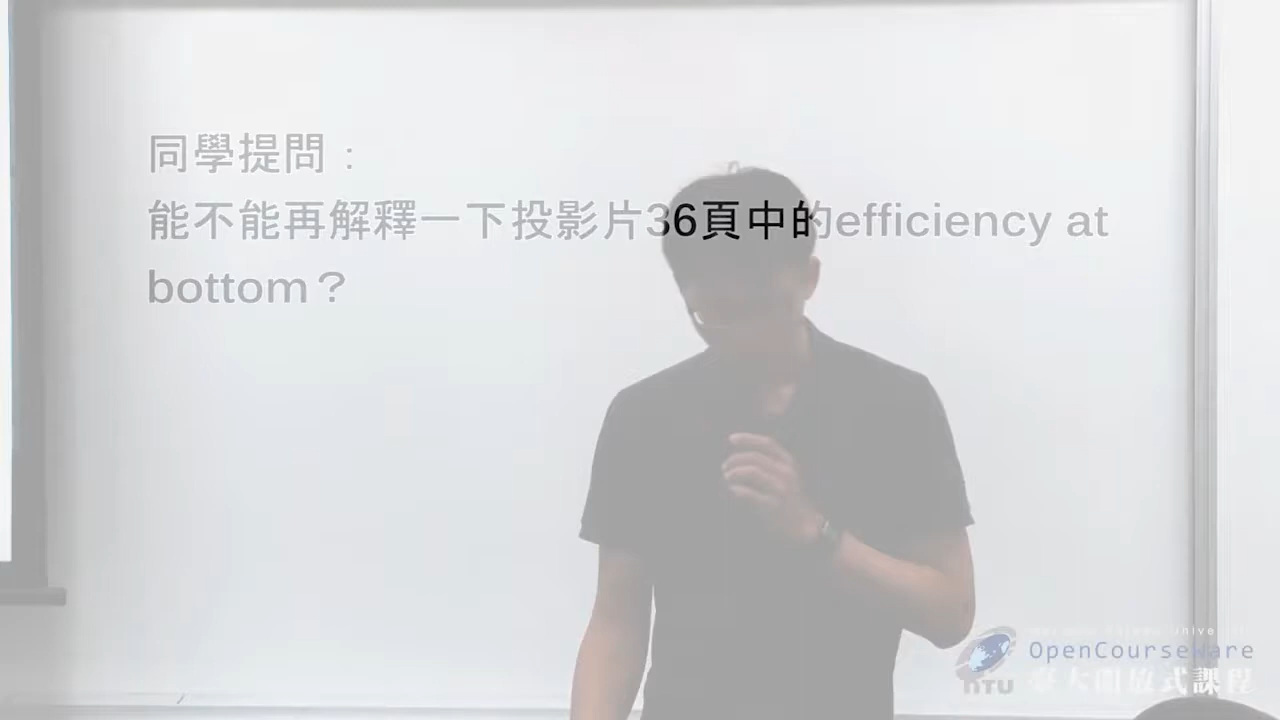 同學提問：
能不能再解釋一下投影片36頁中的efficiency at
bottom？
OpenCourseWare
NTU 臺大開放式課程